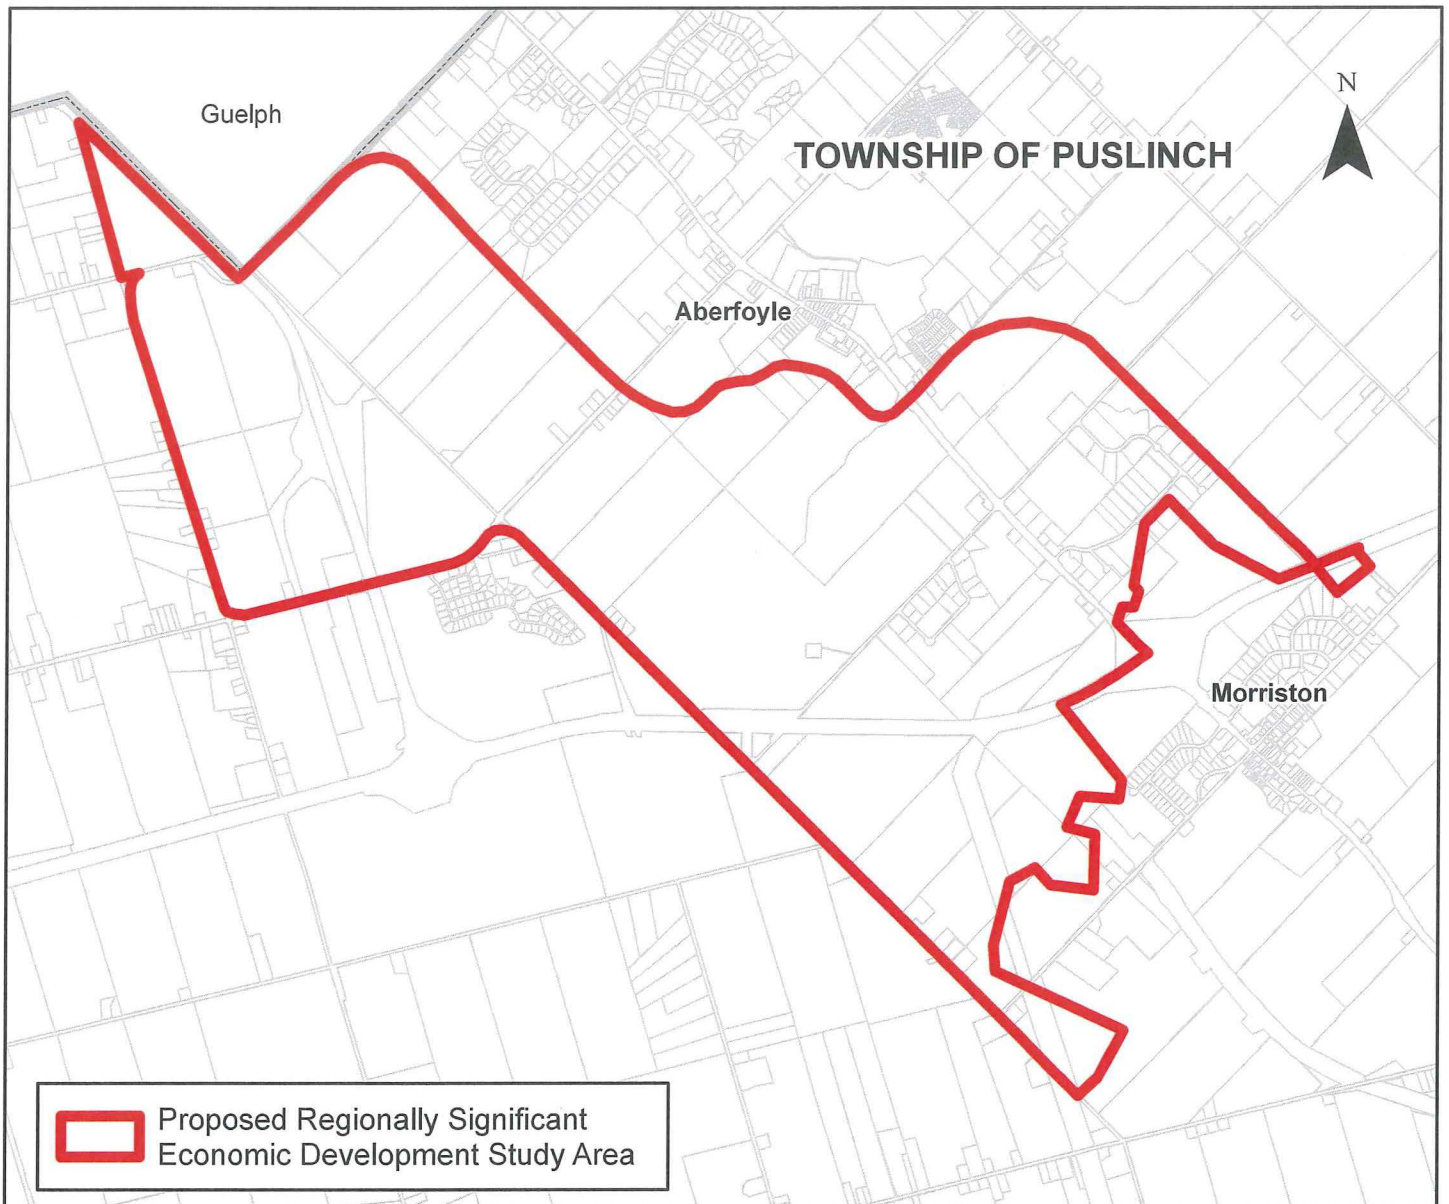 Guelph
N
TOWNSHIP OF PUSLINCH
Aberfoyle
Morriston
Proposed Regionally Significant
Economic Development Study Area